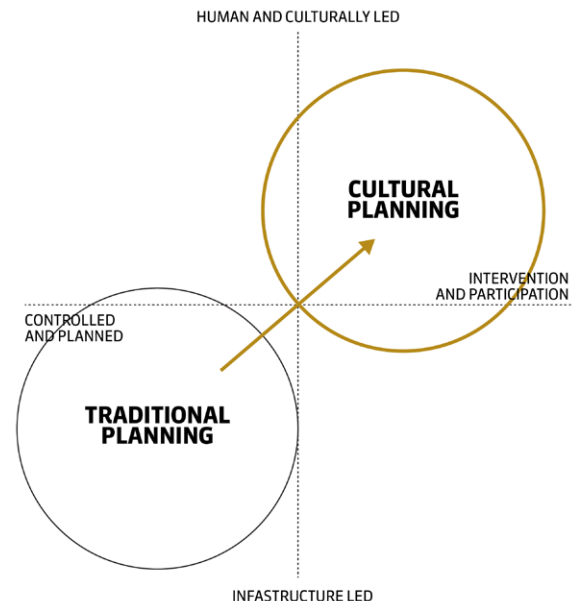 HUMAN AND CULTURALLY LED
CULTURAL
PLANNING
INTERVENTION
AND PARTICIPATION
CONTROLLED
AND PLANNED
TRADITIONAL
PLANNING
INFASTRUCTURE LED